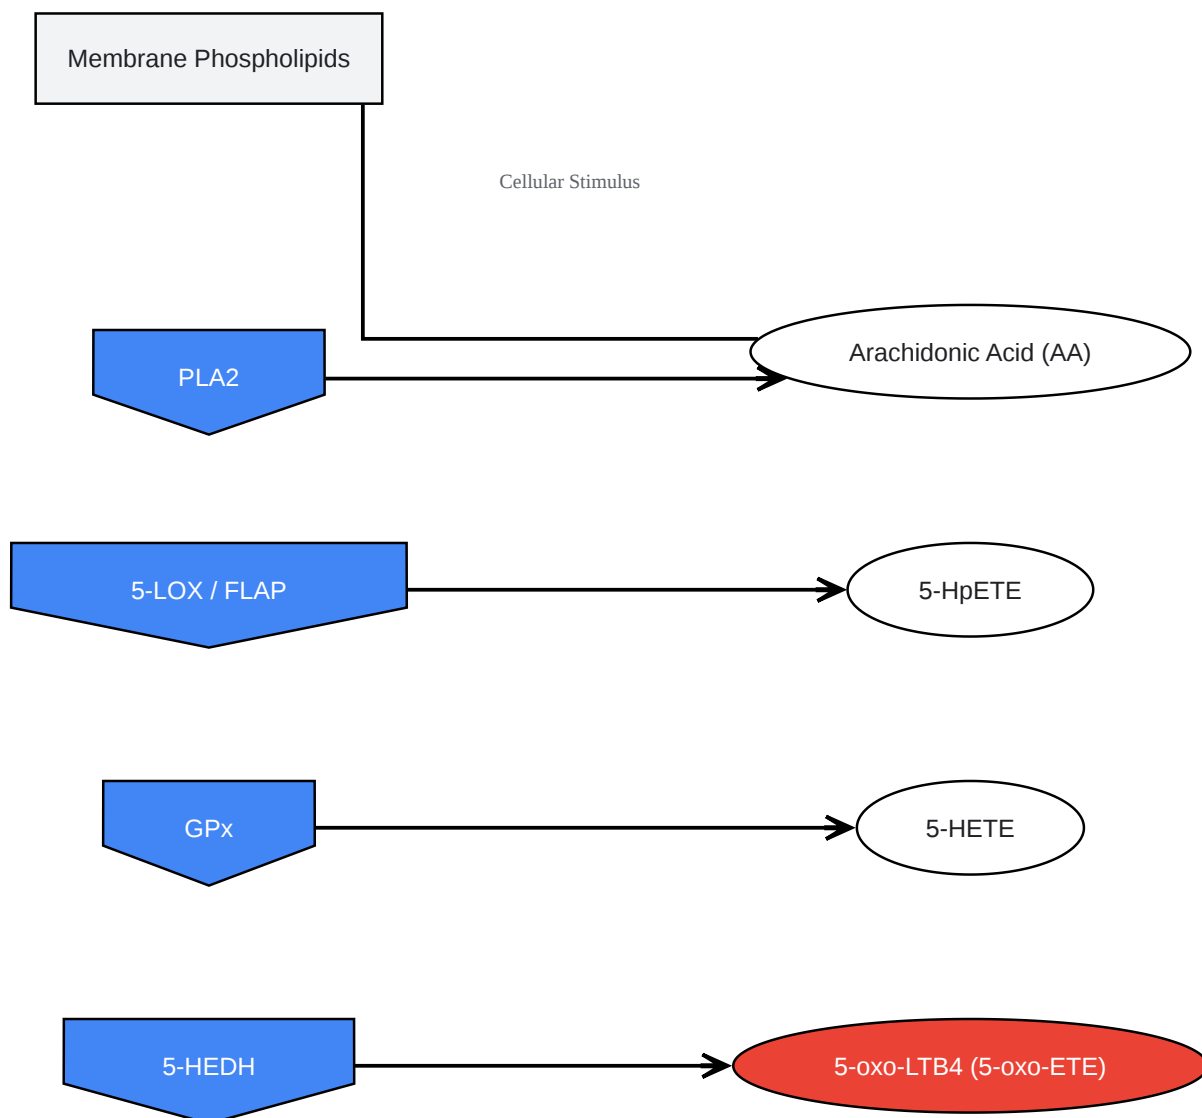 Membrane Phospholipids
Cellular Stimulus
Arachidonic Acid (AA)
PLA2
5-LOX / FLAP
5-HpETE
GPx
5-HETE
5-HEDH
5-oxo-LTB4 (5-oxo-ETE)